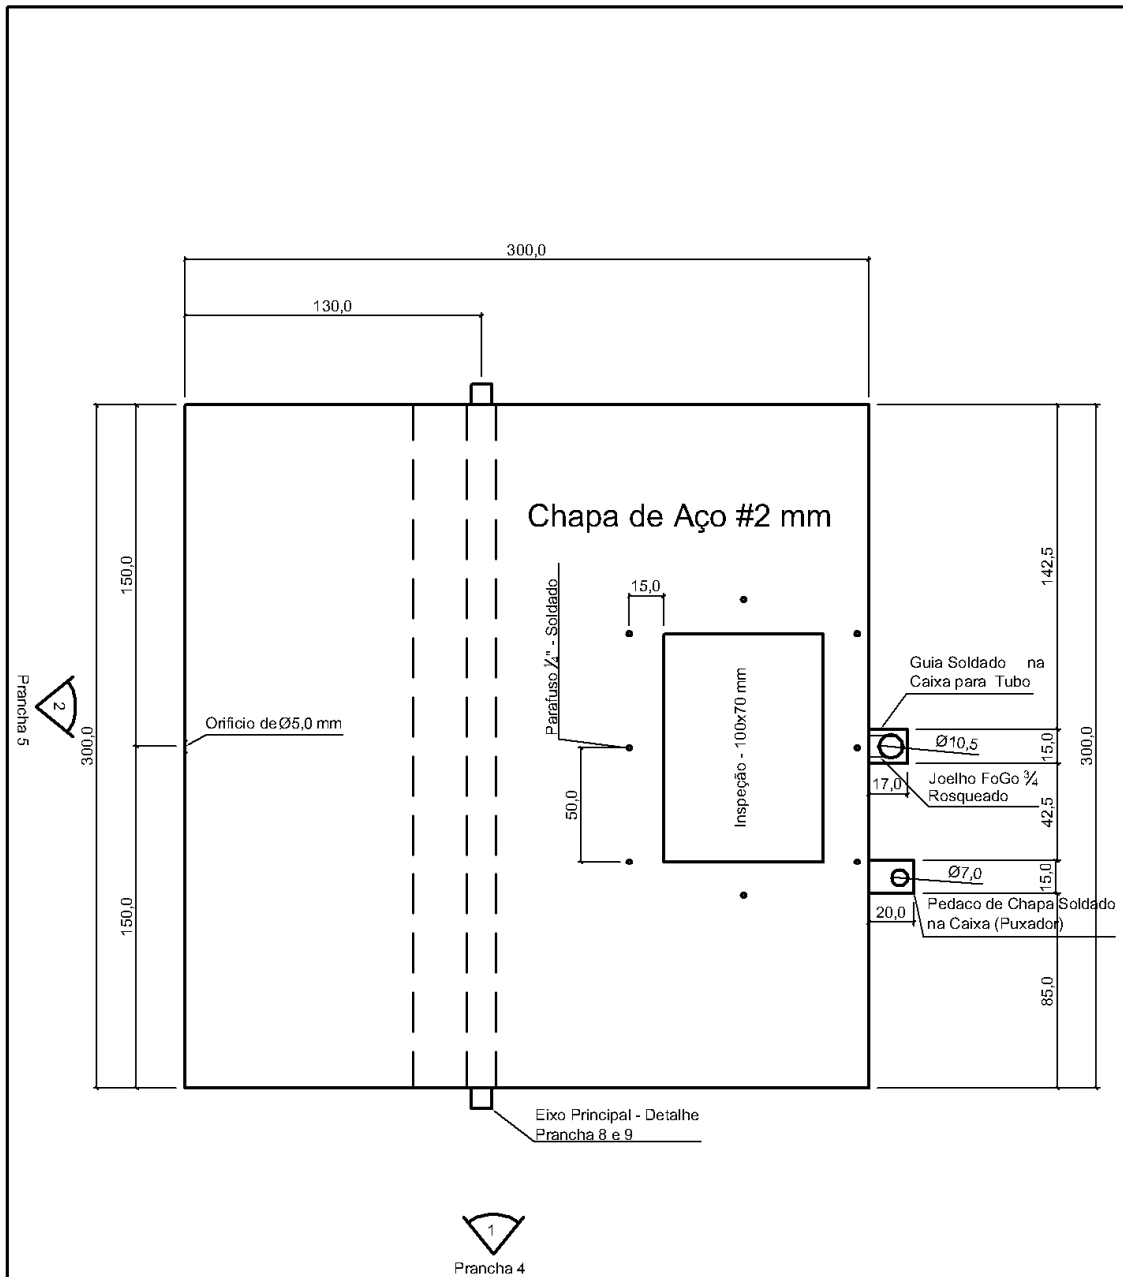 300,0
130,0
Chapa de Aço #2 mm
150,0
142,5
15,0
Parafuso ¼" - Soldado
Guia Soldado na
Caixa para Tubo
Inspeção - 100x70 mm
Prancha 5
2
300,0
Orificio de Ø5,0 mm
Ø10,5
15,0
300,0
Joelho FoGo ¾
Rosqueado
17,0
50,0
42,5
Ø7,0
15,0
Pedaco de Chapa Soldado
na Caixa (Puxador)
20,0
150,0
85,0
Eixo Principal - Detalhe
Prancha 8 e 9
1
Prancha 4